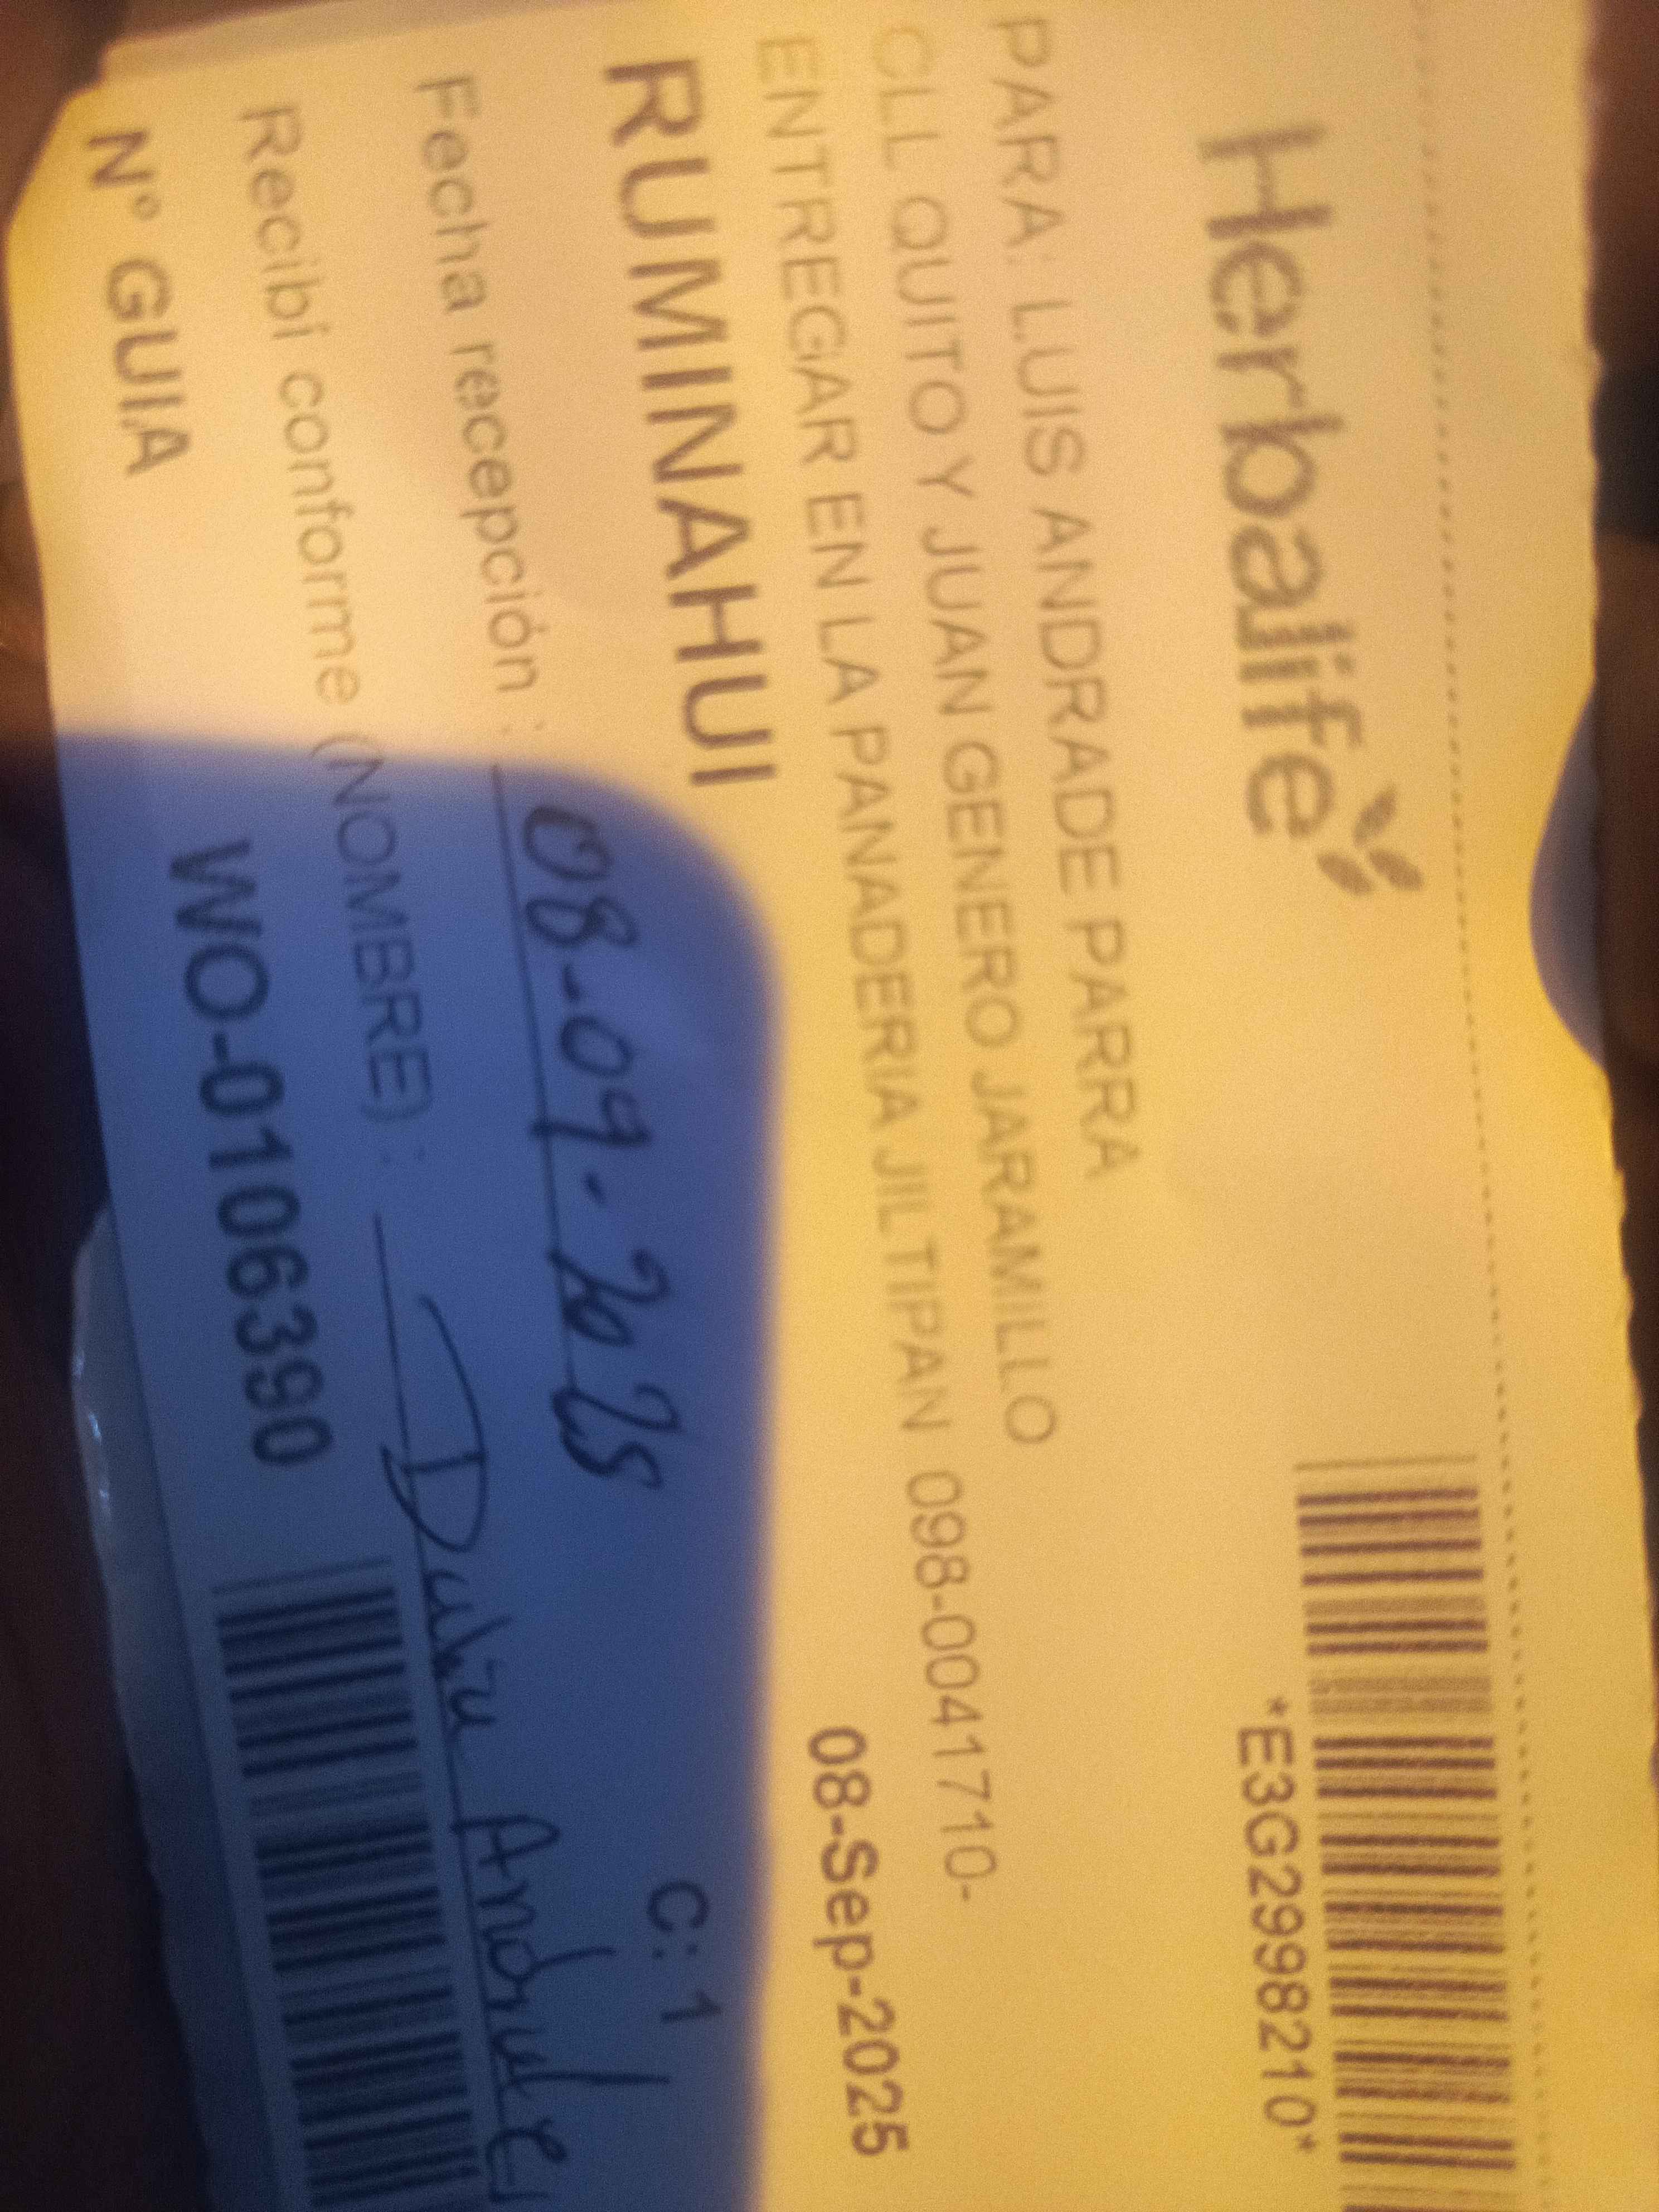 Herbalife
*E3G2998210*
PARA: LUIS ANDRADE PARRA
CLL QUITO Y JUAN GENERO JARAMILLO
ENTREGAR EN LA PANADERIA JILTIPAN 098-0041710-
08-Sep-2025
RUMINAHUI
C: 1
Fecha recepción : 08-09-2025
Recibí conforme (NOMBRE) :
N° GUIA WO-0106390